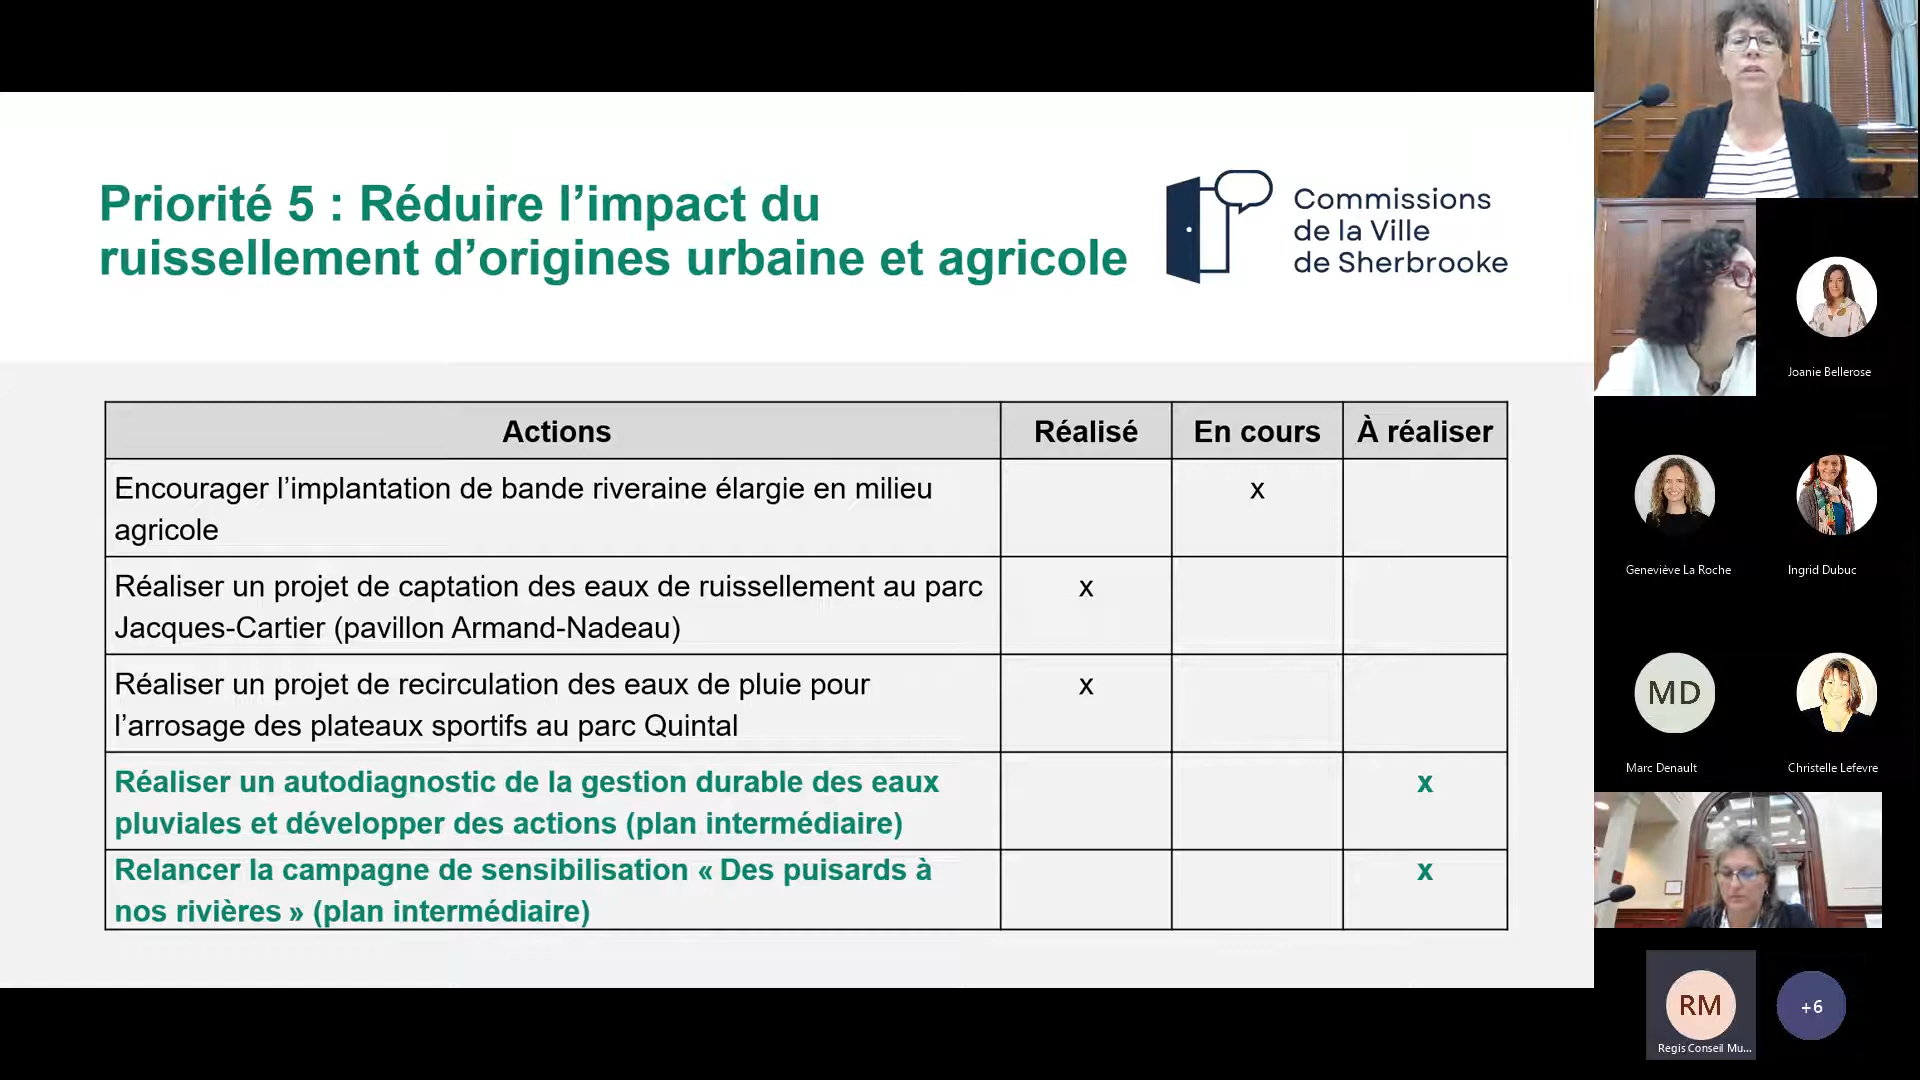 Priorité 5 : Réduire l’impact du
ruissellement d’origines urbaine et agricole
Commissions
de la Ville
de Sherbrooke
Actions
Réalisé
En cours
À réaliser
Encourager l’implantation de bande riveraine élargie en milieu
agricole
x
Réaliser un projet de captation des eaux de ruissellement au parc
Jacques-Cartier (pavillon Armand-Nadeau)
x
Réaliser un projet de recirculation des eaux de pluie pour
l’arrosage des plateaux sportifs au parc Quintal
x
Réaliser un autodiagnostic de la gestion durable des eaux
pluviales et développer des actions (plan intermédiaire)
x
Relancer la campagne de sensibilisation « Des puisards à
nos rivières » (plan intermédiaire)
x
Joanie Bellerose
Geneviève La Roche
Ingrid Dubuc
MD
Marc Denault
Christelle Lefevre
RM
Regis Conseil Mu...
+6